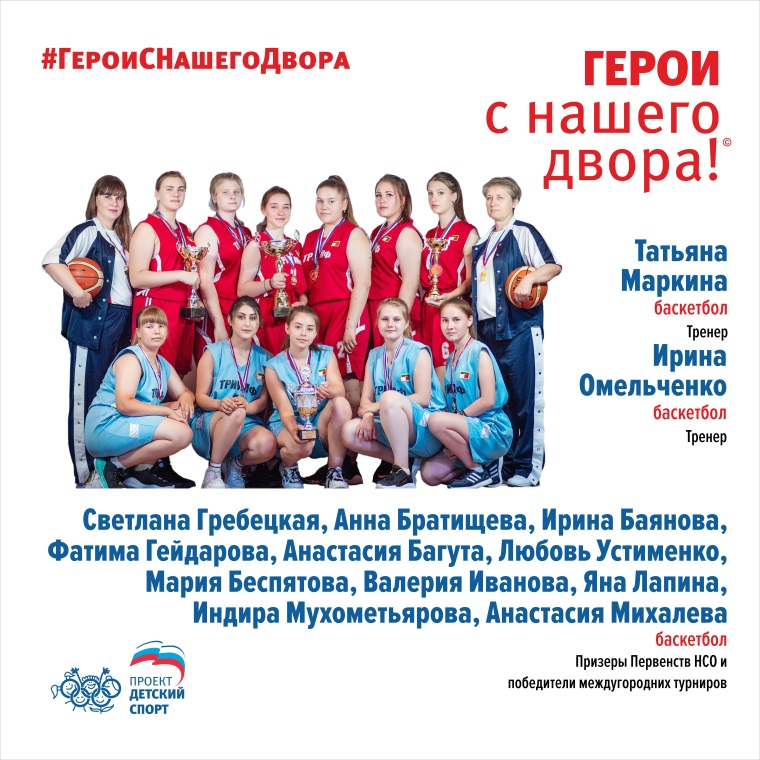 #ГероиСНашегоДвора
ГЕРОИ
с нашего
двора!©
Татьяна
Маркина
баскетбол
Тренер
Ирина
Омельченко
баскетбол
Тренер
ТРИУМФ
ТРИУМФ
Светлана Гребецкая, Анна Братищева, Ирина Баянова,
Фатима Гейдарова, Анастасия Багута, Любовь Устименко,
Мария Беспятова, Валерия Иванова, Яна Лапина,
Индира Мухометьярова, Анастасия Михалева
баскетбол
Призеры Первенств НСО и
победители междугородних турниров
ПРОЕКТ
ДЕТСКИЙ
СПОРТ